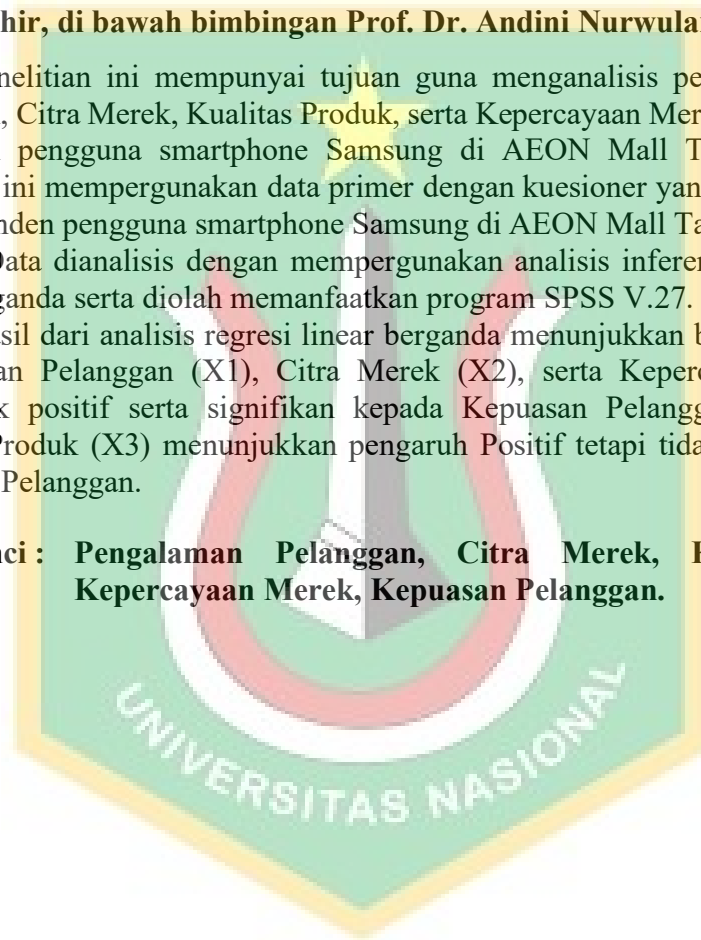 hir, di bawah bimbingan Prof. Dr. Andini Nurwula
nelitian ini mempunyai tujuan guna menganalisis pe
, Citra Merek, Kualitas Produk, serta Kepercayaan Mer
pengguna smartphone Samsung di AEON Mall T
ini mempergunakan data primer dengan kuesioner yan
nden pengguna smartphone Samsung di AEON Mall Ta
Data dianalisis dengan mempergunakan analisis inferen
ganda serta diolah memanfaatkan program SPSS V.27.
sil dari analisis regresi linear berganda menunjukkan b
an Pelanggan (X1), Citra Merek (X2), serta Keperc
k positif serta signifikan kepada Kepuasan Pelangg
Produk (X3) menunjukkan pengaruh Positif tetapi tida
Pelanggan.
nci : Pengalaman Pelanggan, Citra Merek, K
Kepercayaan Merek, Kepuasan Pelanggan.
UNIVERSITAS NASIONAL